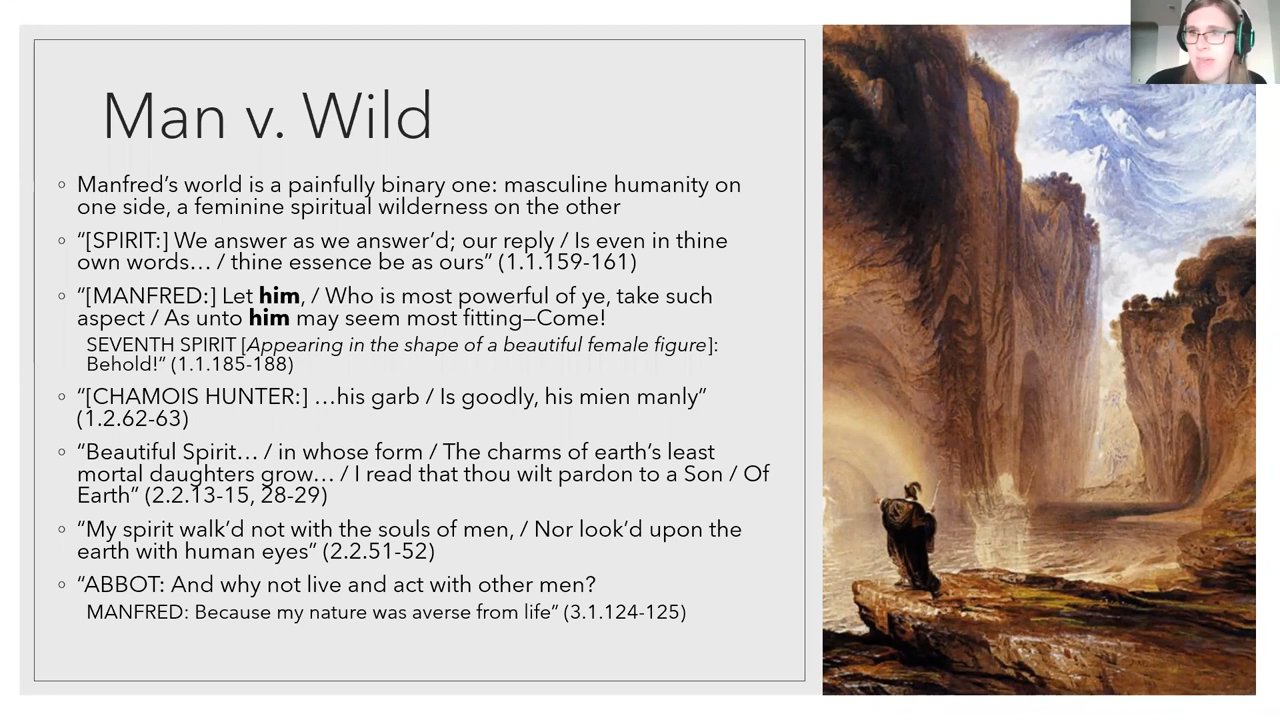 Man v. Wild
◦ Manfred’s world is a painfully binary one: masculine humanity on
one side, a feminine spiritual wilderness on the other
◦ “[SPIRIT:] We answer as we answer’d; our reply / Is even in thine
own words… / thine essence be as ours” (1.1.159-161)
◦ “[MANFRED:] Let him, / Who is most powerful of ye, take such
aspect / As unto him may seem most fitting—Come!
SEVENTH SPIRIT [Appearing in the shape of a beautiful female figure]:
Behold!” (1.1.185-188)
◦ “[CHAMOIS HUNTER:] …his garb / Is goodly, his mien manly”
(1.2.62-63)
◦ “Beautiful Spirit… / in whose form / The charms of earth’s least
mortal daughters grow… / I read that thou wilt pardon to a Son / Of
Earth” (2.2.13-15, 28-29)
◦ “My spirit walk’d not with the souls of men, / Nor look’d upon the
earth with human eyes” (2.2.51-52)
◦ “ABBOT: And why not live and act with other men?
MANFRED: Because my nature was averse from life” (3.1.124-125)